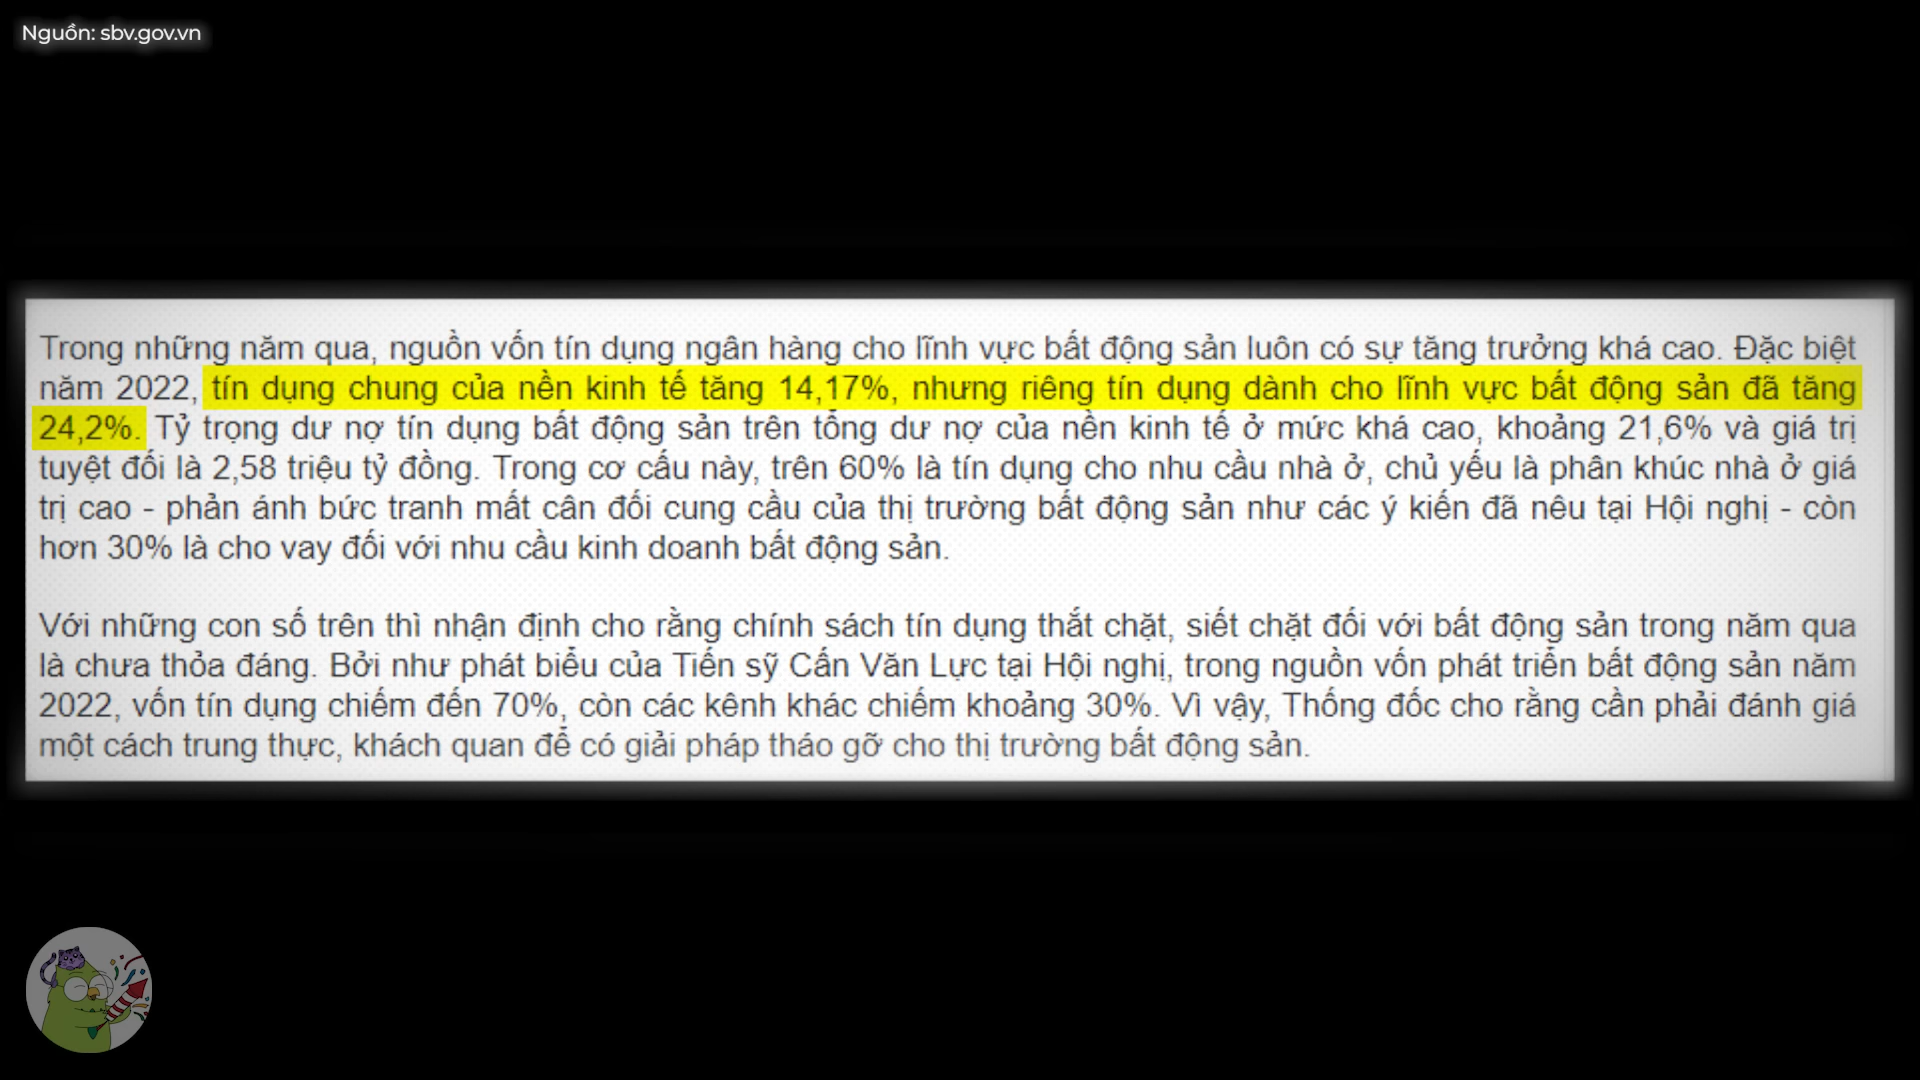 Nguồn: sbv.gov.vn
Trong những năm qua, nguồn vốn tín dụng ngân hàng cho lĩnh vực bất động sản luôn có sự tăng trưởng khá cao. Đặc biệt
năm 2022, tín dụng chung của nền kinh tế tăng 14,17%, nhưng riêng tín dụng dành cho lĩnh vực bất động sản đã tăng
24,2%. Tỷ trọng dư nợ tín dụng bất động sản trên tổng dư nợ của nền kinh tế ở mức khá cao, khoảng 21,6% và giá trị
tuyệt đối là 2,58 triệu tỷ đồng. Trong cơ cấu này, trên 60% là tín dụng cho nhu cầu nhà ở, chủ yếu là phân khúc nhà ở giá
trị cao - phản ánh bức tranh mất cân đối cung cầu của thị trường bất động sản như các ý kiến đã nêu tại Hội nghị - còn
hơn 30% là cho vay đối với nhu cầu kinh doanh bất động sản.
Với những con số trên thì nhận định cho rằng chính sách tín dụng thắt chặt, siết chặt đối với bất động sản trong năm qua
là chưa thỏa đáng. Bởi như phát biểu của Tiến sỹ Cấn Văn Lực tại Hội nghị, trong nguồn vốn phát triển bất động sản năm
2022, vốn tín dụng chiếm đến 70%, còn các kênh khác chiếm khoảng 30%. Vì vậy, Thống đốc cho rằng cần phải đánh giá
một cách trung thực, khách quan để có giải pháp tháo gỡ cho thị trường bất động sản.